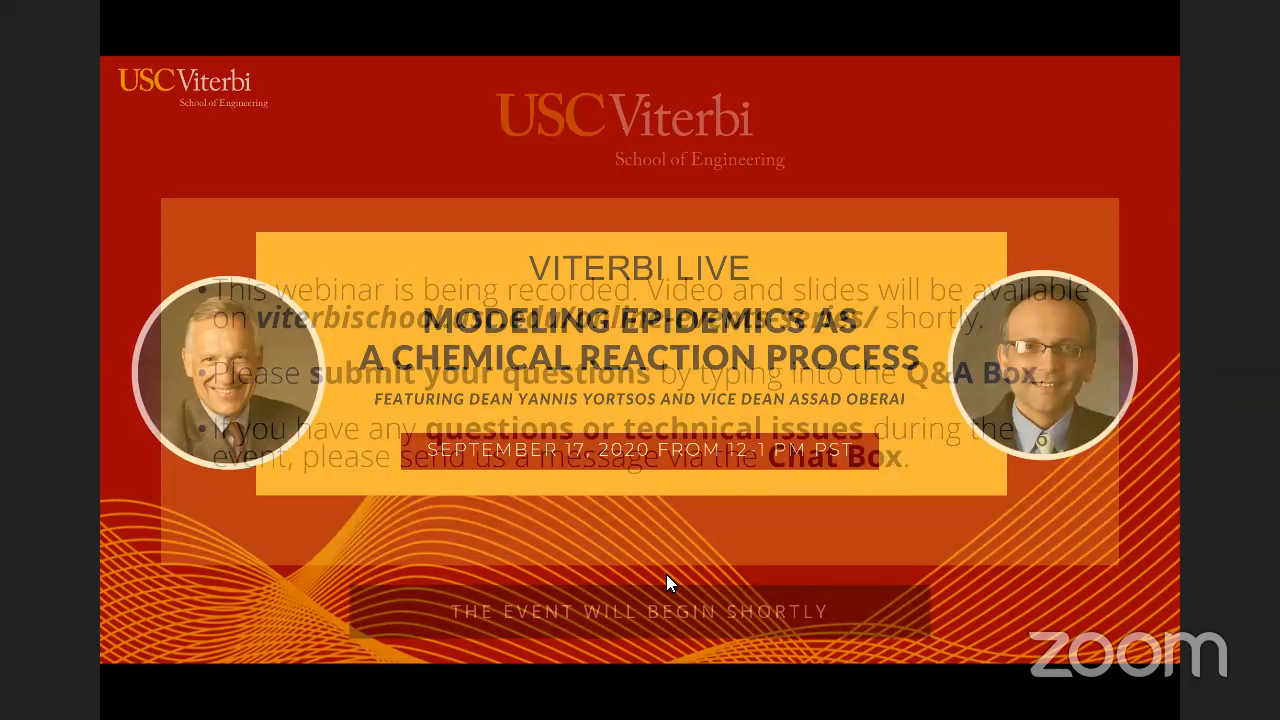 USC Viterbi
School of Engineering
USC Viterbi
School of Engineering
VITERBI LIVE
• This webinar is being recorded. Video and slides will be available
on shortly.
MODELING EPIDEMICS AS
A CHEMICAL REACTION PROCESS
• Please submit your questions by typing into the Q&A Box.
FEATURING DEAN YANNIS YORTSOS AND VICE DEAN ASSAD OBERAI
• If you have any questions or technical issues during the
event, please send us a message via the Chat Box.
SEPTEMBER 17, 2020 FROM 12-1 PM PST
THE EVENT WILL BEGIN SHORTLY
zoom